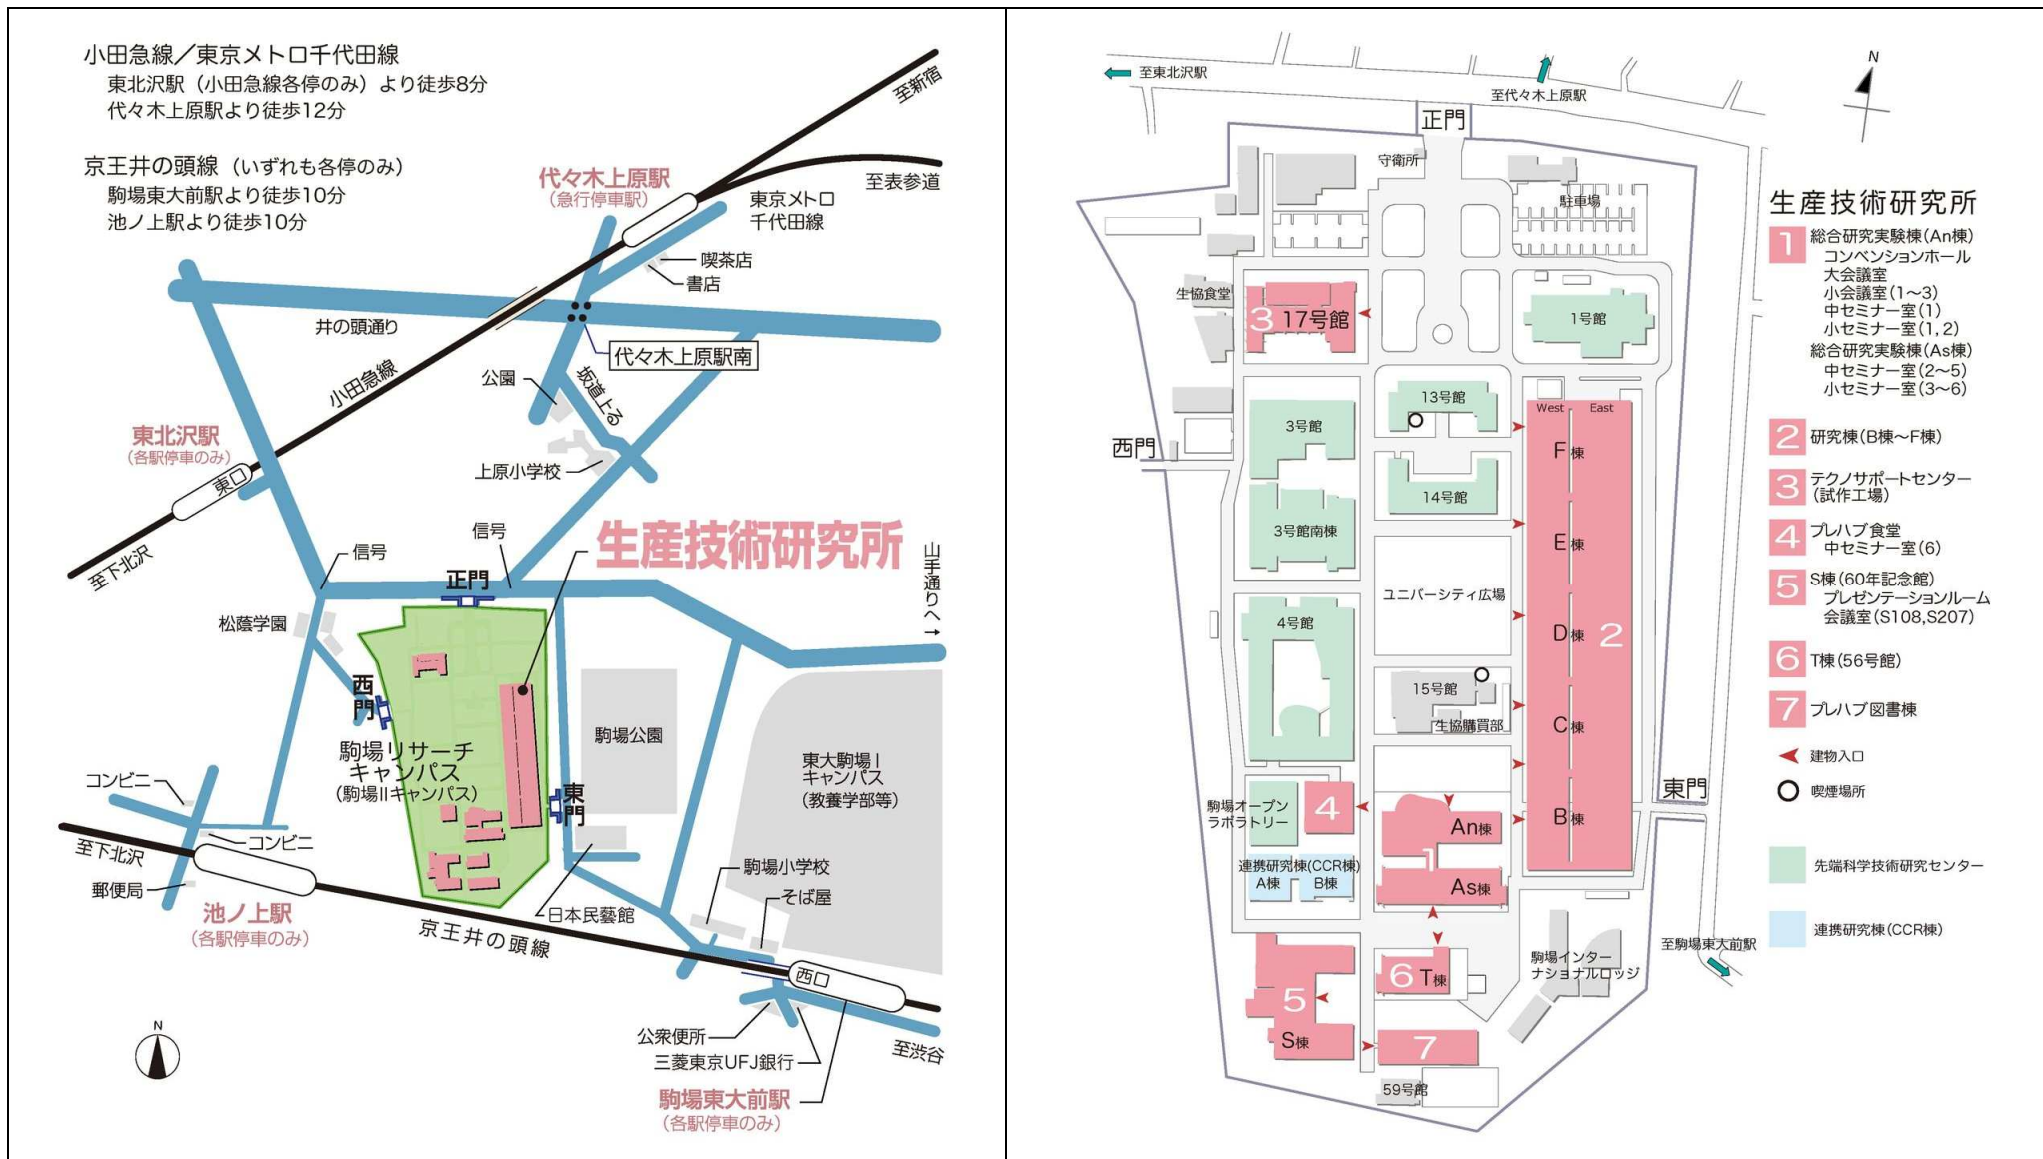 小田急線／東京メトロ千代田線
東北沢駅（小田急線各停のみ）より徒歩8分
代々木上原駅より徒歩12分
京王井の頭線（いずれも各停のみ）
駒場東大前駅より徒歩10分
池ノ上駅より徒歩10分
至新宿
代々木上原駅
（急行停車駅）
至表参道
東京メトロ
千代田線
喫茶店
書店
井の頭通り
代々木上原駅南
小田急線
公園
坂道上る
東北沢駅
（各駅停車のみ）
東口
上原小学校
信号
生産技術研究所
山手通りへ→
至下北沢
信号
正門
松蔭学園
西門
駒場リサーチ
キャンパス
（駒場IIキャンパス）
駒場公園
東大駒場I
キャンパス
（教養学部等）
東門
コンビニ
コンビニ
至下北沢
郵便局
池ノ上駅
（各駅停車のみ）
駒場小学校
そば屋
日本民藝館
京王井の頭線
西口
N
公衆便所
三菱東京UFJ銀行
至渋谷
駒場東大前駅
（各駅停車のみ）
至東北沢駅
至代々木上原駅
N
正門
守衛所
駐車場
生協食堂
3 17号館
1号館
13号館
West East
3号館
F棟
西門
14号館
3号館南棟
E棟
ユニバーシティ広場
4号館
D棟
2
15号館
生協購買部
C棟
東門
駒場オープン
ラボラトリー
4
An棟
B棟
1
連携研究棟(CCR棟)
A棟 B棟
As棟
至駒場東大前駅
駒場インター
ナショナルロッジ
6 T棟
5
S棟
7
59号館
生産技術研究所
1 総合研究実験棟(An棟)
コンベンションホール
大会議室
小会議室(1～3)
中セミナー室(1)
小セミナー室(1, 2)
総合研究実験棟(As棟)
中セミナー室(2～5)
小セミナー室(3～6)
2 研究棟(B棟～F棟)
3 テクノサポートセンター
(試作工場)
4 プレハブ食堂
中セミナー室(6)
5 S棟(60年記念館)
プレゼンテーションルーム
会議室(S108,S207)
6 T棟(56号館)
7 プレハブ図書棟
建物入口
喫煙場所
先端科学技術研究センター
連携研究棟(CCR棟)